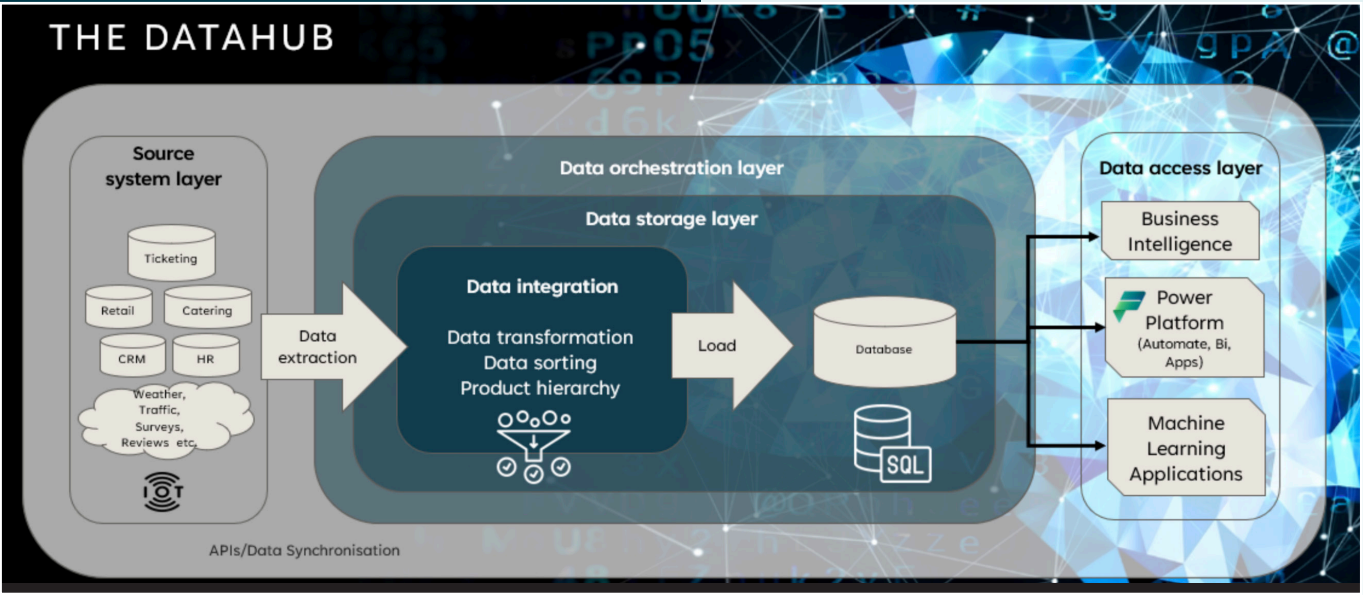 THE DATAHUB
Source
system layer
Ticketing
Retail
Catering
CRM
HR
Weather,
Traffic,
Surveys,
Reviews etc,
IOT
Data
extraction
Data orchestration layer
Data storage layer
Data integration
Data transformation
Data sorting
Product hierarchy
Load
Database
SQL
Data access layer
Business
Intelligence
Power
Platform
(Automate, Bi,
Apps)
Machine
Learning
Applications
APIs/Data Synchronisation